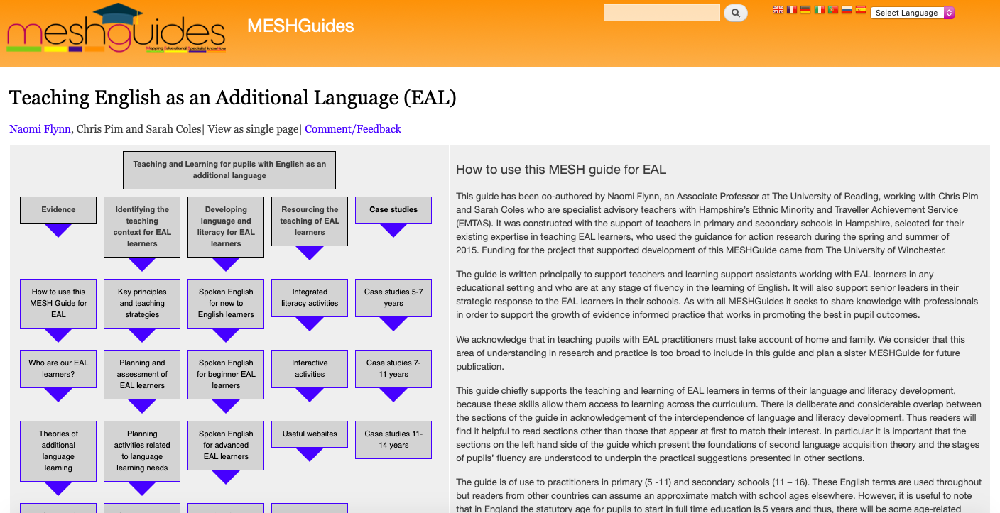 meshguides
Mapping Educational Specialist knowHow
MESHGuides
Select Language
Teaching English as an Additional Language (EAL)
Naomi Flynn, Chris Pim and Sarah Coles| View as single page| Comment/Feedback
Teaching and Learning for pupils with English as an
additional language
Evidence
Identifying the
teaching
context for EAL
learners
Developing
language and
literacy for EAL
learners
Resourcing the
teaching of EAL
learners
Case studies
How to use this
MESH Guide for
EAL
Key principles
and teaching
strategies
Spoken English
for new to
English learners
Integrated
literacy activities
Case studies 5-7
years
Who are our EAL
learners?
Planning and
assessment of
EAL learners
Spoken English
for beginner EAL
learners
Interactive
activities
Case studies 7-
11 years
Theories of
additional
language
learning
Planning
activities related
to language
learning needs
Spoken English
for advanced
EAL learners
Useful websites
Case studies 11-
14 years
How to use this MESH guide for EAL
This guide has been co-authored by Naomi Flynn, an Associate Professor at The University of Reading, working with Chris Pim
and Sarah Coles who are specialist advisory teachers with Hampshire's Ethnic Minority and Traveller Achievement Service
(EMTAS). It was constructed with the support of teachers in primary and secondary schools in Hampshire, selected for their
existing expertise in teaching EAL learners, who used the guidance for action research during the spring and summer of
2015. Funding for the project that supported development of this MESHGuide came from The University of Winchester.
The guide is written principally to support teachers and learning support assistants working with EAL learners in any
educational setting and who are at any stage of fluency in the learning of English. It will also support senior leaders in their
strategic response to the EAL learners in their schools. As with all MESHGuides it seeks to share knowledge with professionals
in order to support the growth of evidence informed practice that works in promoting the best in pupil outcomes.
We acknowledge that in teaching pupils with EAL practitioners must take account of home and family. We consider that this
area of understanding in research and practice is too broad to include in this guide and plan a sister MESHGuide for future
publication.
This guide chiefly supports the teaching and learning of EAL learners in terms of their language and literacy development,
because these skills allow them access to learning across the curriculum. There is deliberate and considerable overlap between
the sections of the guide in acknowledgement of the interdependence of language and literacy development. Thus readers will
find it helpful to read sections other than those that appear at first to match their interest. In particular it is important that the
sections on the left hand side of the guide which present the foundations of second language acquisition theory and the stages
of pupils' fluency are understood to underpin the practical suggestions presented in other sections.
The guide is of use to practitioners in primary (5 -11) and secondary schools (11 – 16). These English terms are used throughout
but readers from other countries can assume an approximate match with school ages elsewhere. However, it is useful to note
that in England the statutory age for pupils to start in full time education is 5 years and thus, there will be some age-related